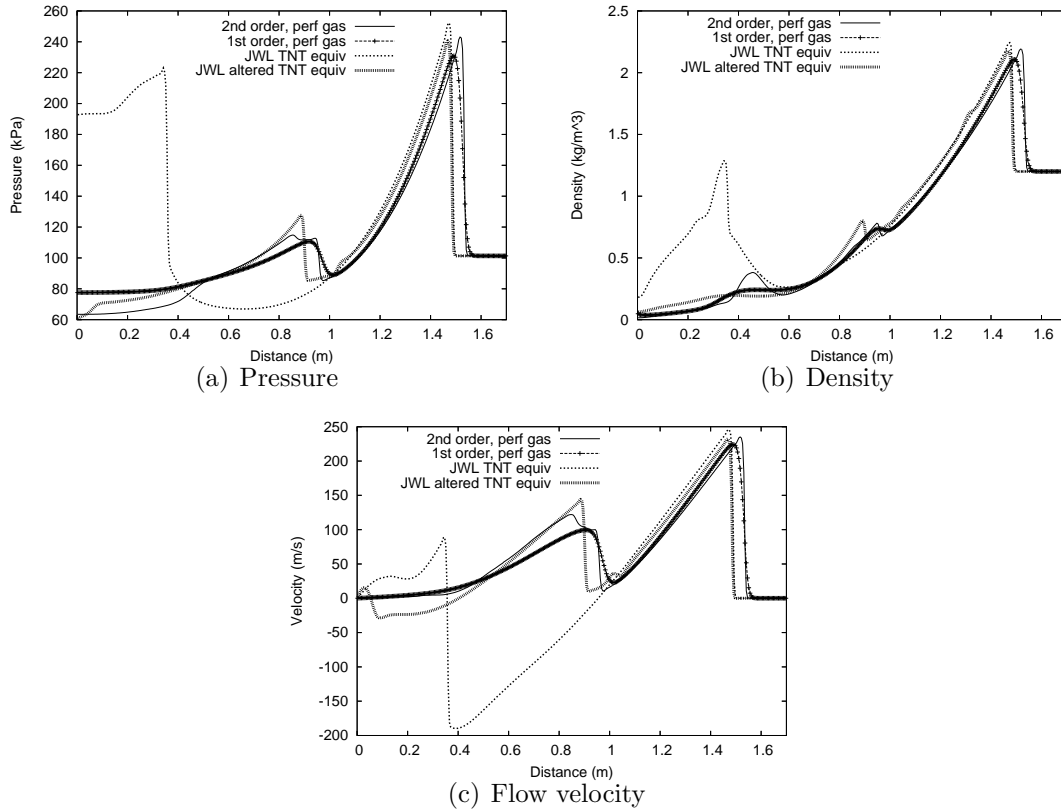 260
240
220
200
180
160
140
120
100
80
60
Pressure (kPa)
2nd order, perf gas
1st order, perf gas
JWL TNT equiv
JWL altered TNT equiv
0 0.2 0.4 0.6 0.8 1 1.2 1.4 1.6
Distance (m)
(a) Pressure
2.5
2
1.5
1
0.5
0
Density (kg/m^3)
2nd order, perf gas
1st order, perf gas
JWL TNT equiv
JWL altered TNT equiv
0 0.2 0.4 0.6 0.8 1 1.2 1.4 1.6
Distance (m)
(b) Density
250
200
150
100
50
0
-50
-100
-150
-200
Velocity (m/s)
2nd order, perf gas
1st order, perf gas
JWL TNT equiv
JWL altered TNT equiv
0 0.2 0.4 0.6 0.8 1 1.2 1.4 1.6
Distance (m)
(c) Flow velocity